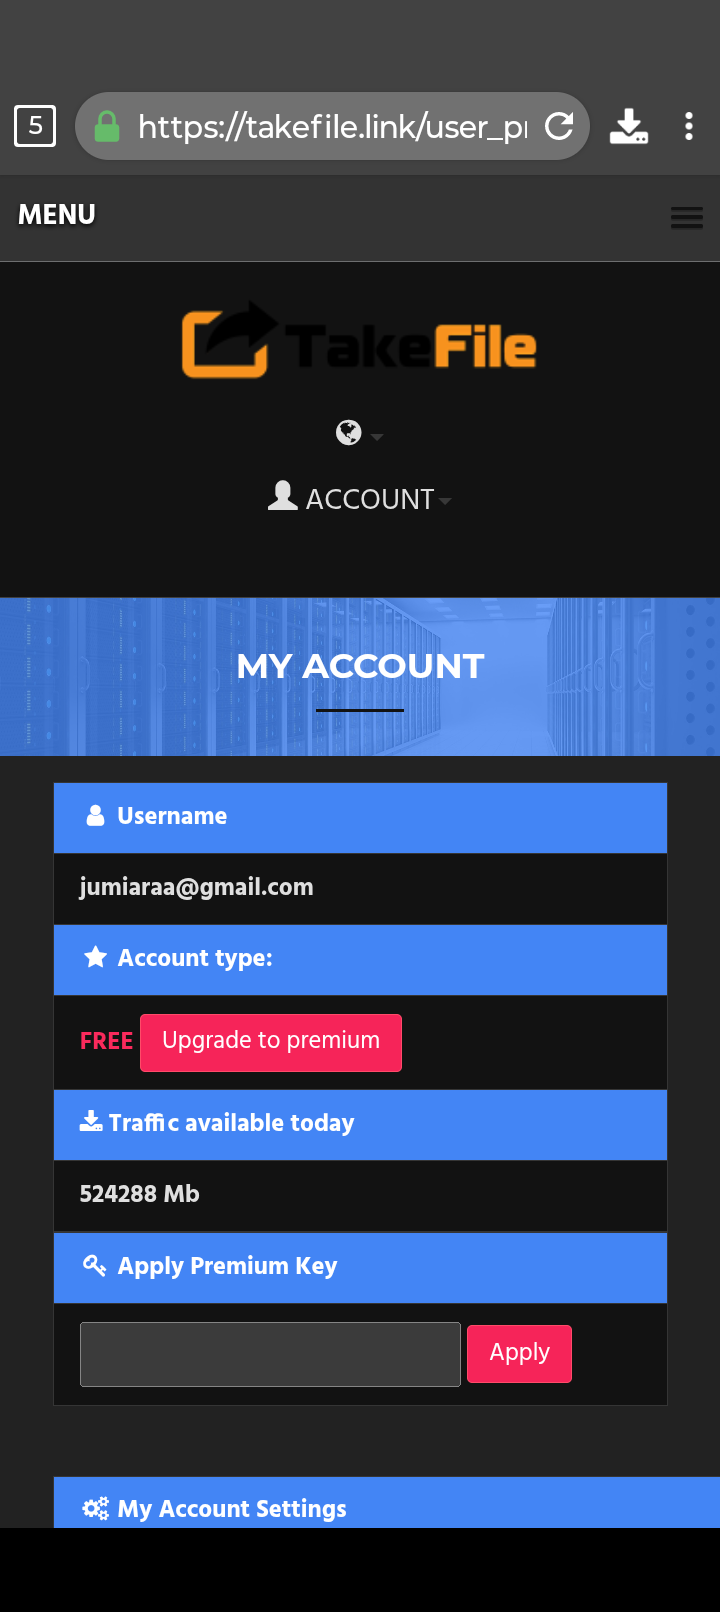 5
https://takefile.link/user_pr
MENU
TakeFile
ACCOUNT
MY ACCOUNT
Username
jumiaraa@gmail.com
Account type:
FREE Upgrade to premium
Traffic available today
524288 Mb
Apply Premium Key
Apply
My Account Settings